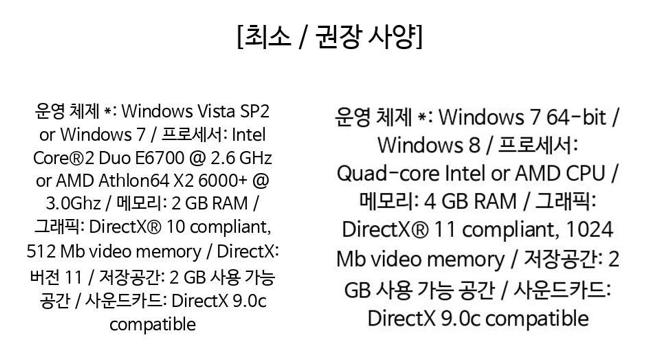 [최소 / 권장 사양]
운영 체제 *: Windows Vista SP2
or Windows 7 / 프로세서: Intel
Core®2 Duo E6700 @ 2.6 GHz
or AMD Athlon64 X2 6000+ @
3.0Ghz / 메모리: 2 GB RAM /
그래픽: DirectX® 10 compliant,
512 Mb video memory / DirectX:
버전 11 / 저장공간: 2 GB 사용 가능
공간 / 사운드카드: DirectX 9.0c
compatible
운영 체제 *: Windows 7 64-bit /
Windows 8 / 프로세서:
Quad-core Intel or AMD CPU /
메모리: 4 GB RAM / 그래픽:
DirectX® 11 compliant, 1024
Mb video memory / 저장공간: 2
GB 사용 가능 공간 / 사운드카드:
DirectX 9.0c compatible